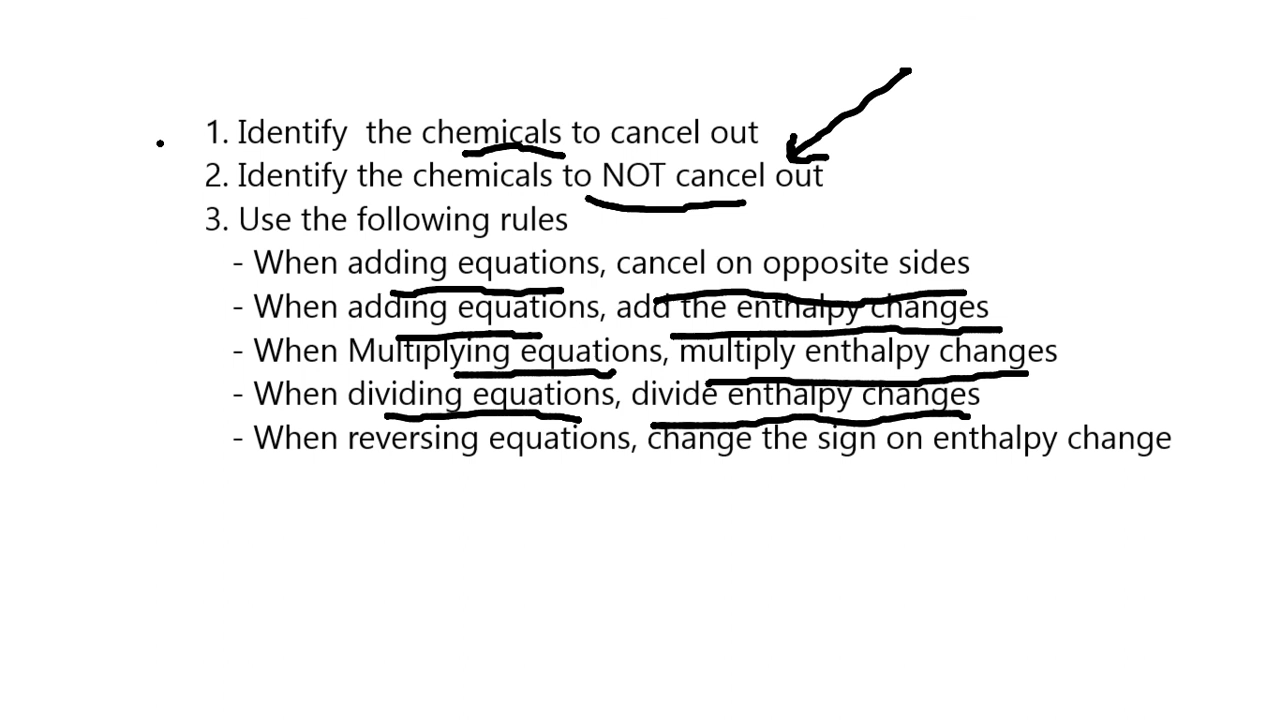 1. Identify  the chemicals to cancel out
2. Identify the chemicals to NOT cancel out
3. Use the following rules
- When adding equations, cancel on opposite sides
- When adding equations, add the enthalpy changes
- When Multiplying equations, multiply enthalpy changes
- When dividing equations, divide enthalpy changes
- When reversing equations, change the sign on enthalpy change